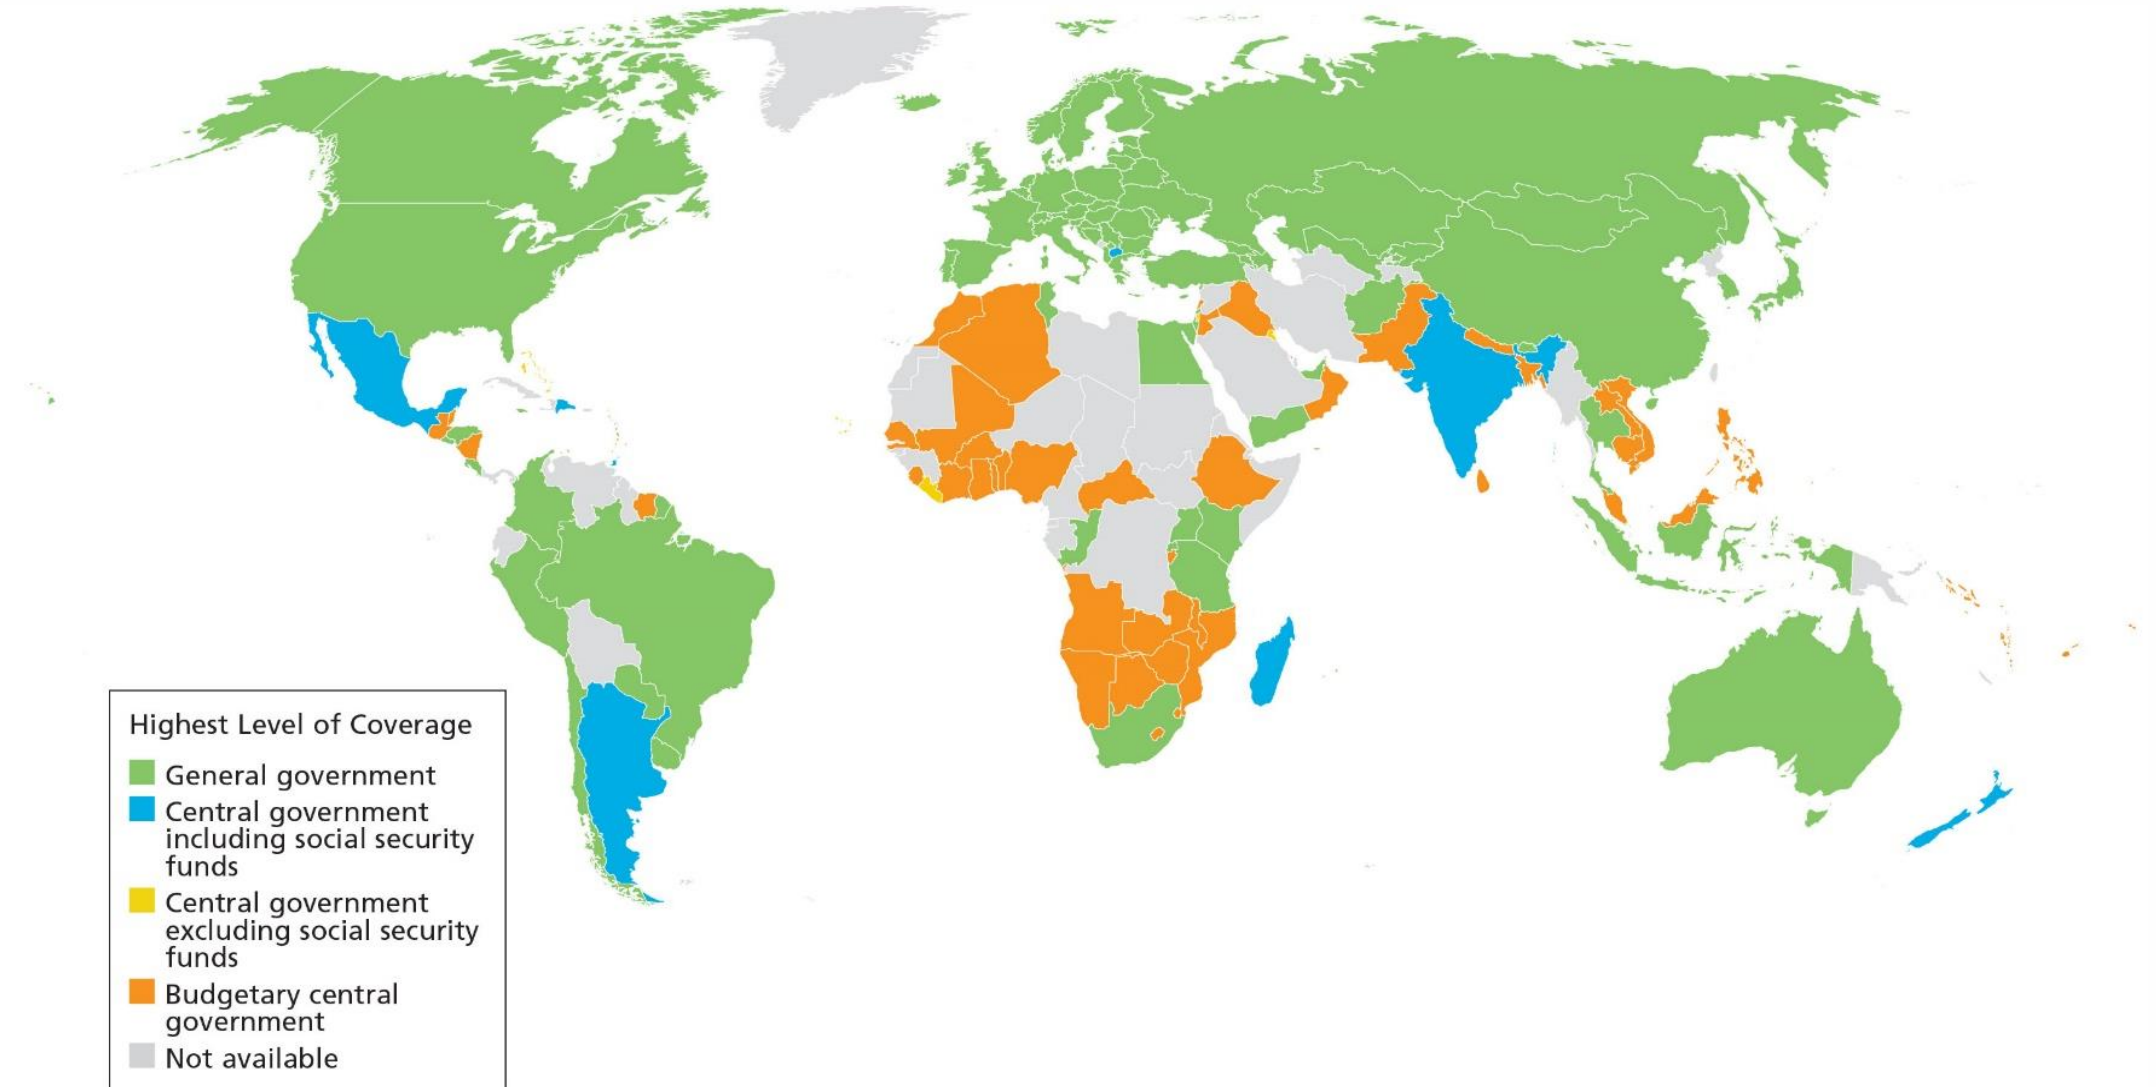 Highest Level of Coverage
General government
Central government
including social security
funds
Central government
excluding social security
funds
Budgetary central
government
Not available